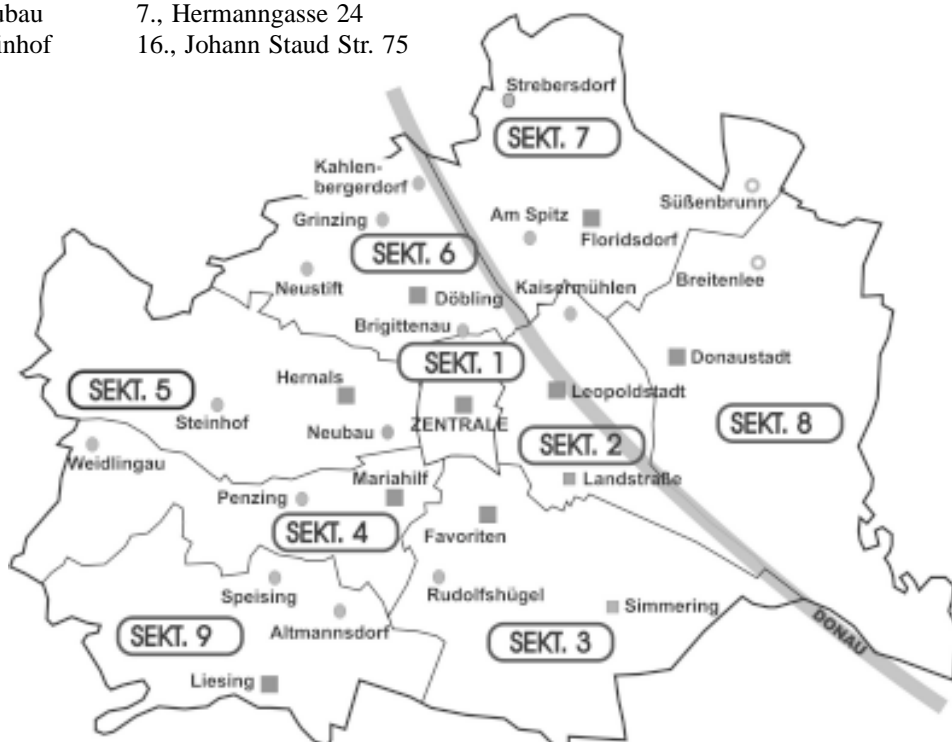 7., Hermanngasse 24
16., Johann Staud Str. 75
Strebersdorf
SEKT. 7
Kahlen-
bergerdorf
Süßenbrunn
Grinzing
Am Spitz
Floridsdorf
SEKT. 6
Breitenlee
Neustift
Kaisermühlen
Döbling
Brigittenau
Donaustadt
SEKT. 1
Hernals
SEKT. 5
Leopoldstadt
Steinhof
ZENTRALE
SEKT. 8
Neubau
SEKT. 2
Weidlingau
Mariahilf
Landstraße
Penzing
SEKT. 4
Favoriten
Speising
Rudolfshügel
Altmannsdorf
Simmering
SEKT. 9
SEKT. 3
DONAU
Liesing